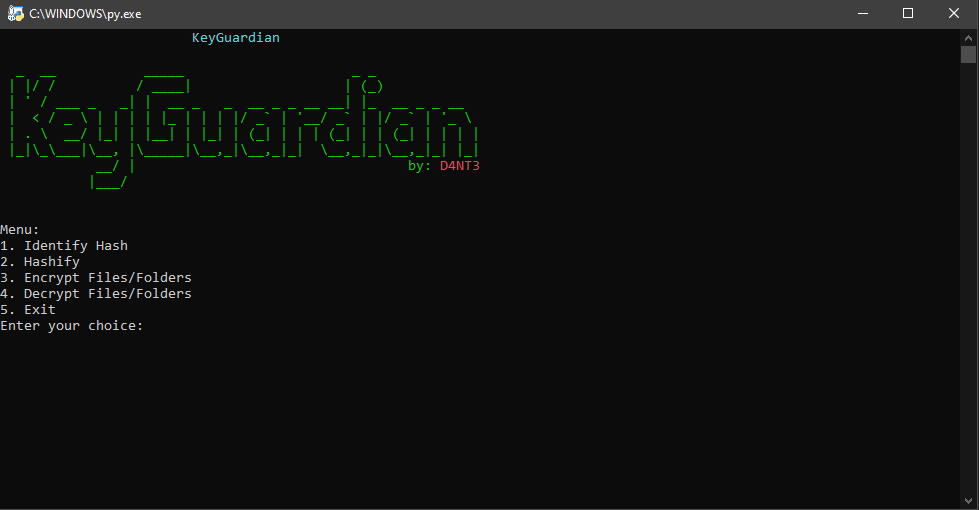 C:\WINDOWS\py.exe
KeyGuardian
KeyGuardian
by: D4NT3
Menu:
1. Identify Hash
2. Hashify
3. Encrypt Files/Folders
4. Decrypt Files/Folders
5. Exit
Enter your choice: